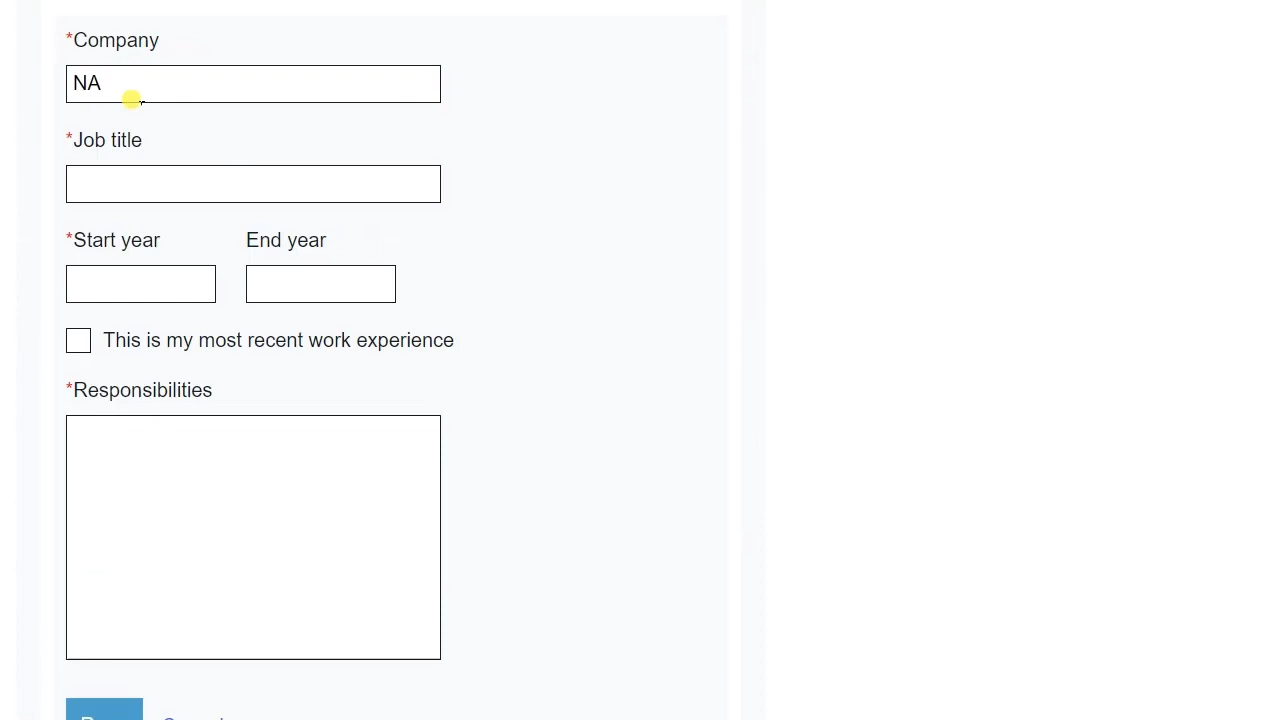 *Company
NA
*Job title
*Start year End year
This is my most recent work experience
*Responsibilities